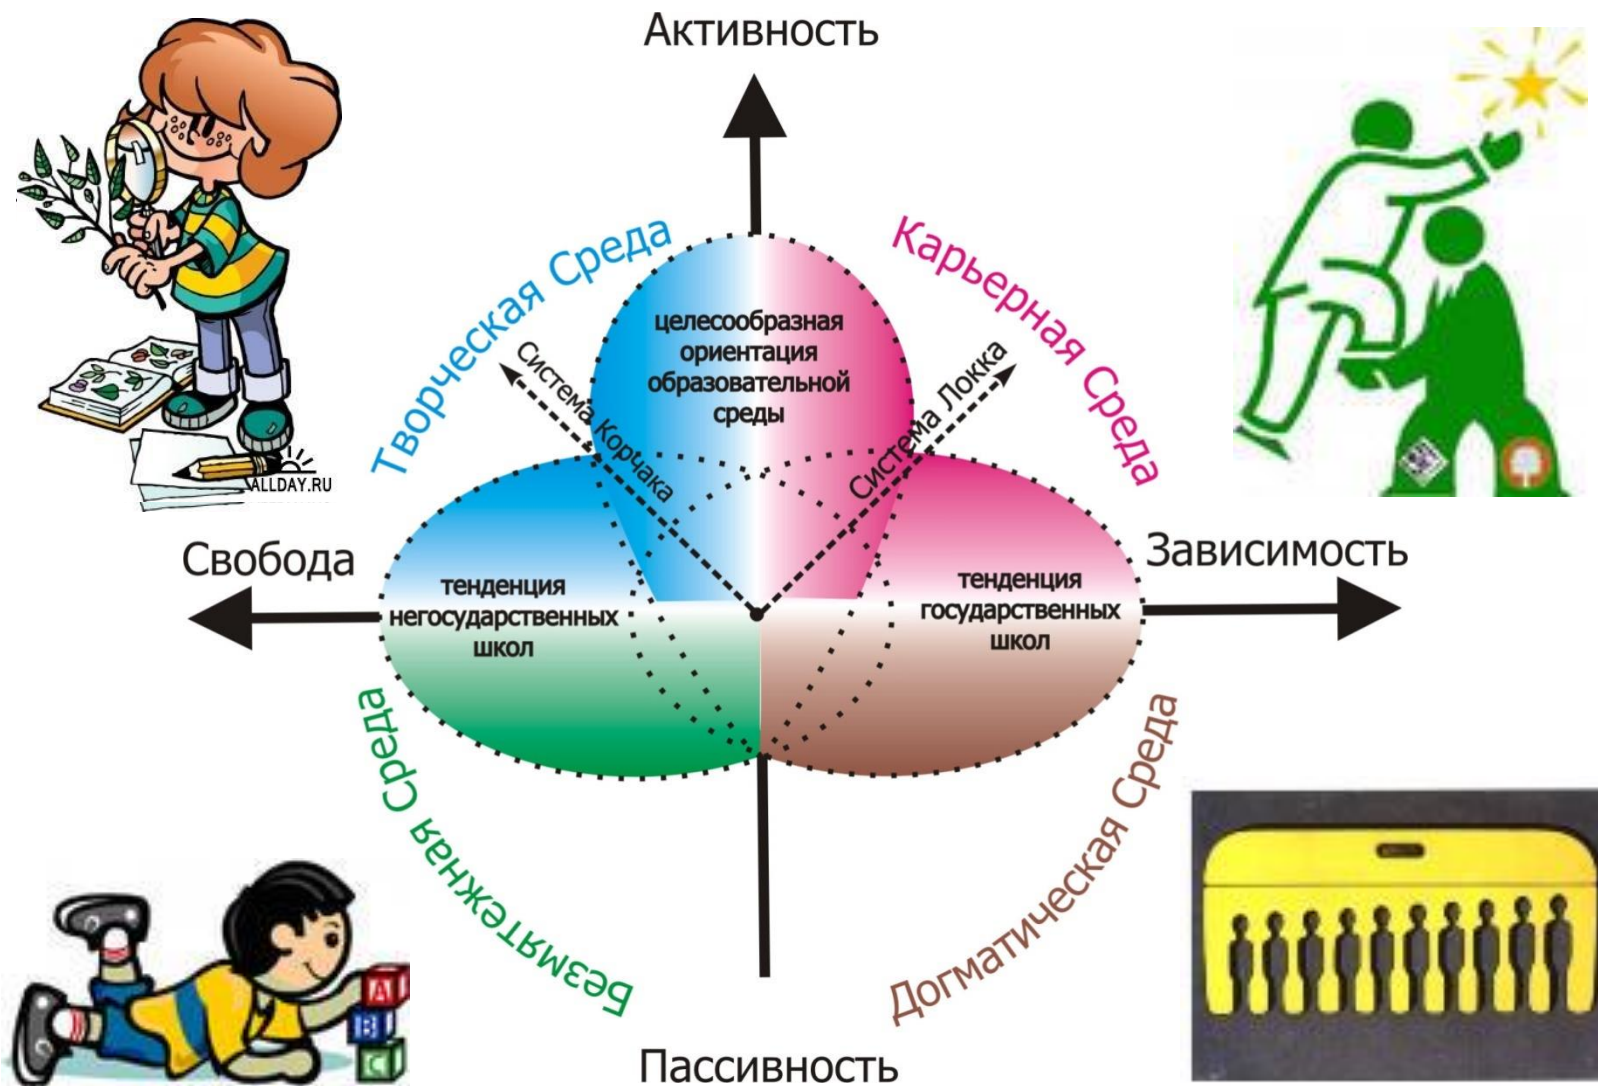 Активность
Творческая Среда
Карьерная Среда
целесообразная
ориентация
образовательной
среды
Система Корчака
Система Локка
ALLDAY.RU
Свобода
Зависимость
тенденция
негосударственных
школ
тенденция
государственных
школ
Безмятежная Среда
Догматическая Среда
A
B
C
Пассивность